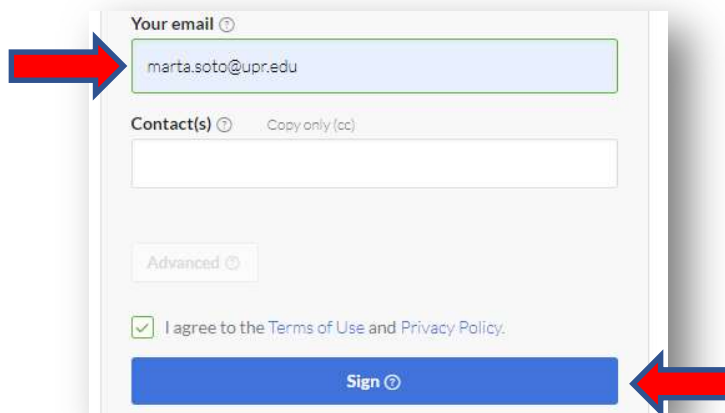 Your email ?
marta.soto@upr.edu
Contact(s) ? Copy only (cc)
Advanced ?
I agree to the Terms of Use and Privacy Policy.
Sign ?